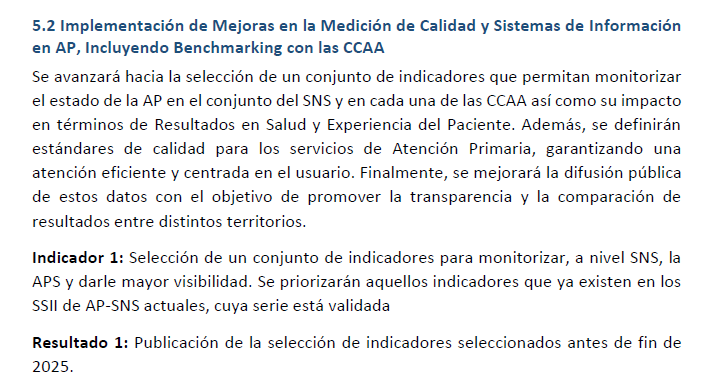 5.2 Implementación de Mejoras en la Medición de Calidad y Sistemas de Información
en AP, Incluyendo Benchmarking con las CCAA
Se avanzará hacia la selección de un conjunto de indicadores que permitan monitorizar
el estado de la AP en el conjunto del SNS y en cada una de las CCAA así como su impacto
en términos de Resultados en Salud y Experiencia del Paciente. Además, se definirán
estándares de calidad para los servicios de Atención Primaria, garantizando una
atención eficiente y centrada en el usuario. Finalmente, se mejorará la difusión pública
de estos datos con el objetivo de promover la transparencia y la comparación de
resultados entre distintos territorios.
Indicador 1: Selección de un conjunto de indicadores para monitorizar, a nivel SNS, la
APS y darle mayor visibilidad. Se priorizarán aquellos indicadores que ya existen en los
SSII de AP-SNS actuales, cuya serie está validada
Resultado 1: Publicación de la selección de indicadores seleccionados antes de fin de
2025.